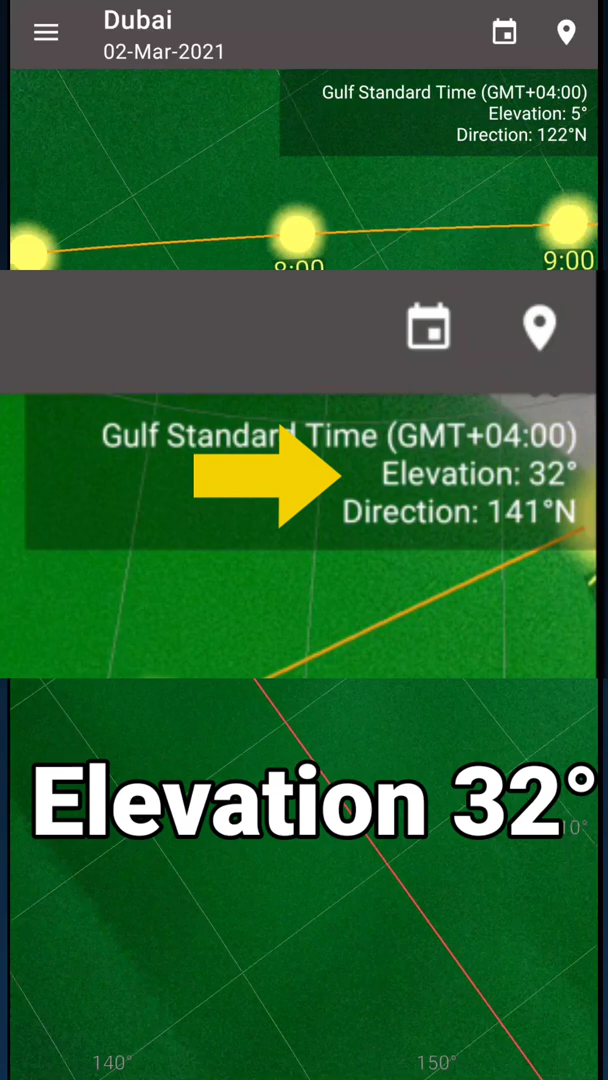 Dubai
02-Mar-2021
Gulf Standard Time (GMT+04:00)
Elevation: 5°
Direction: 122°N
8:00
9:00
Gulf Standard Time (GMT+04:00)
Elevation: 32°
Direction: 141°N
Elevation 32°
10°
140°
150°